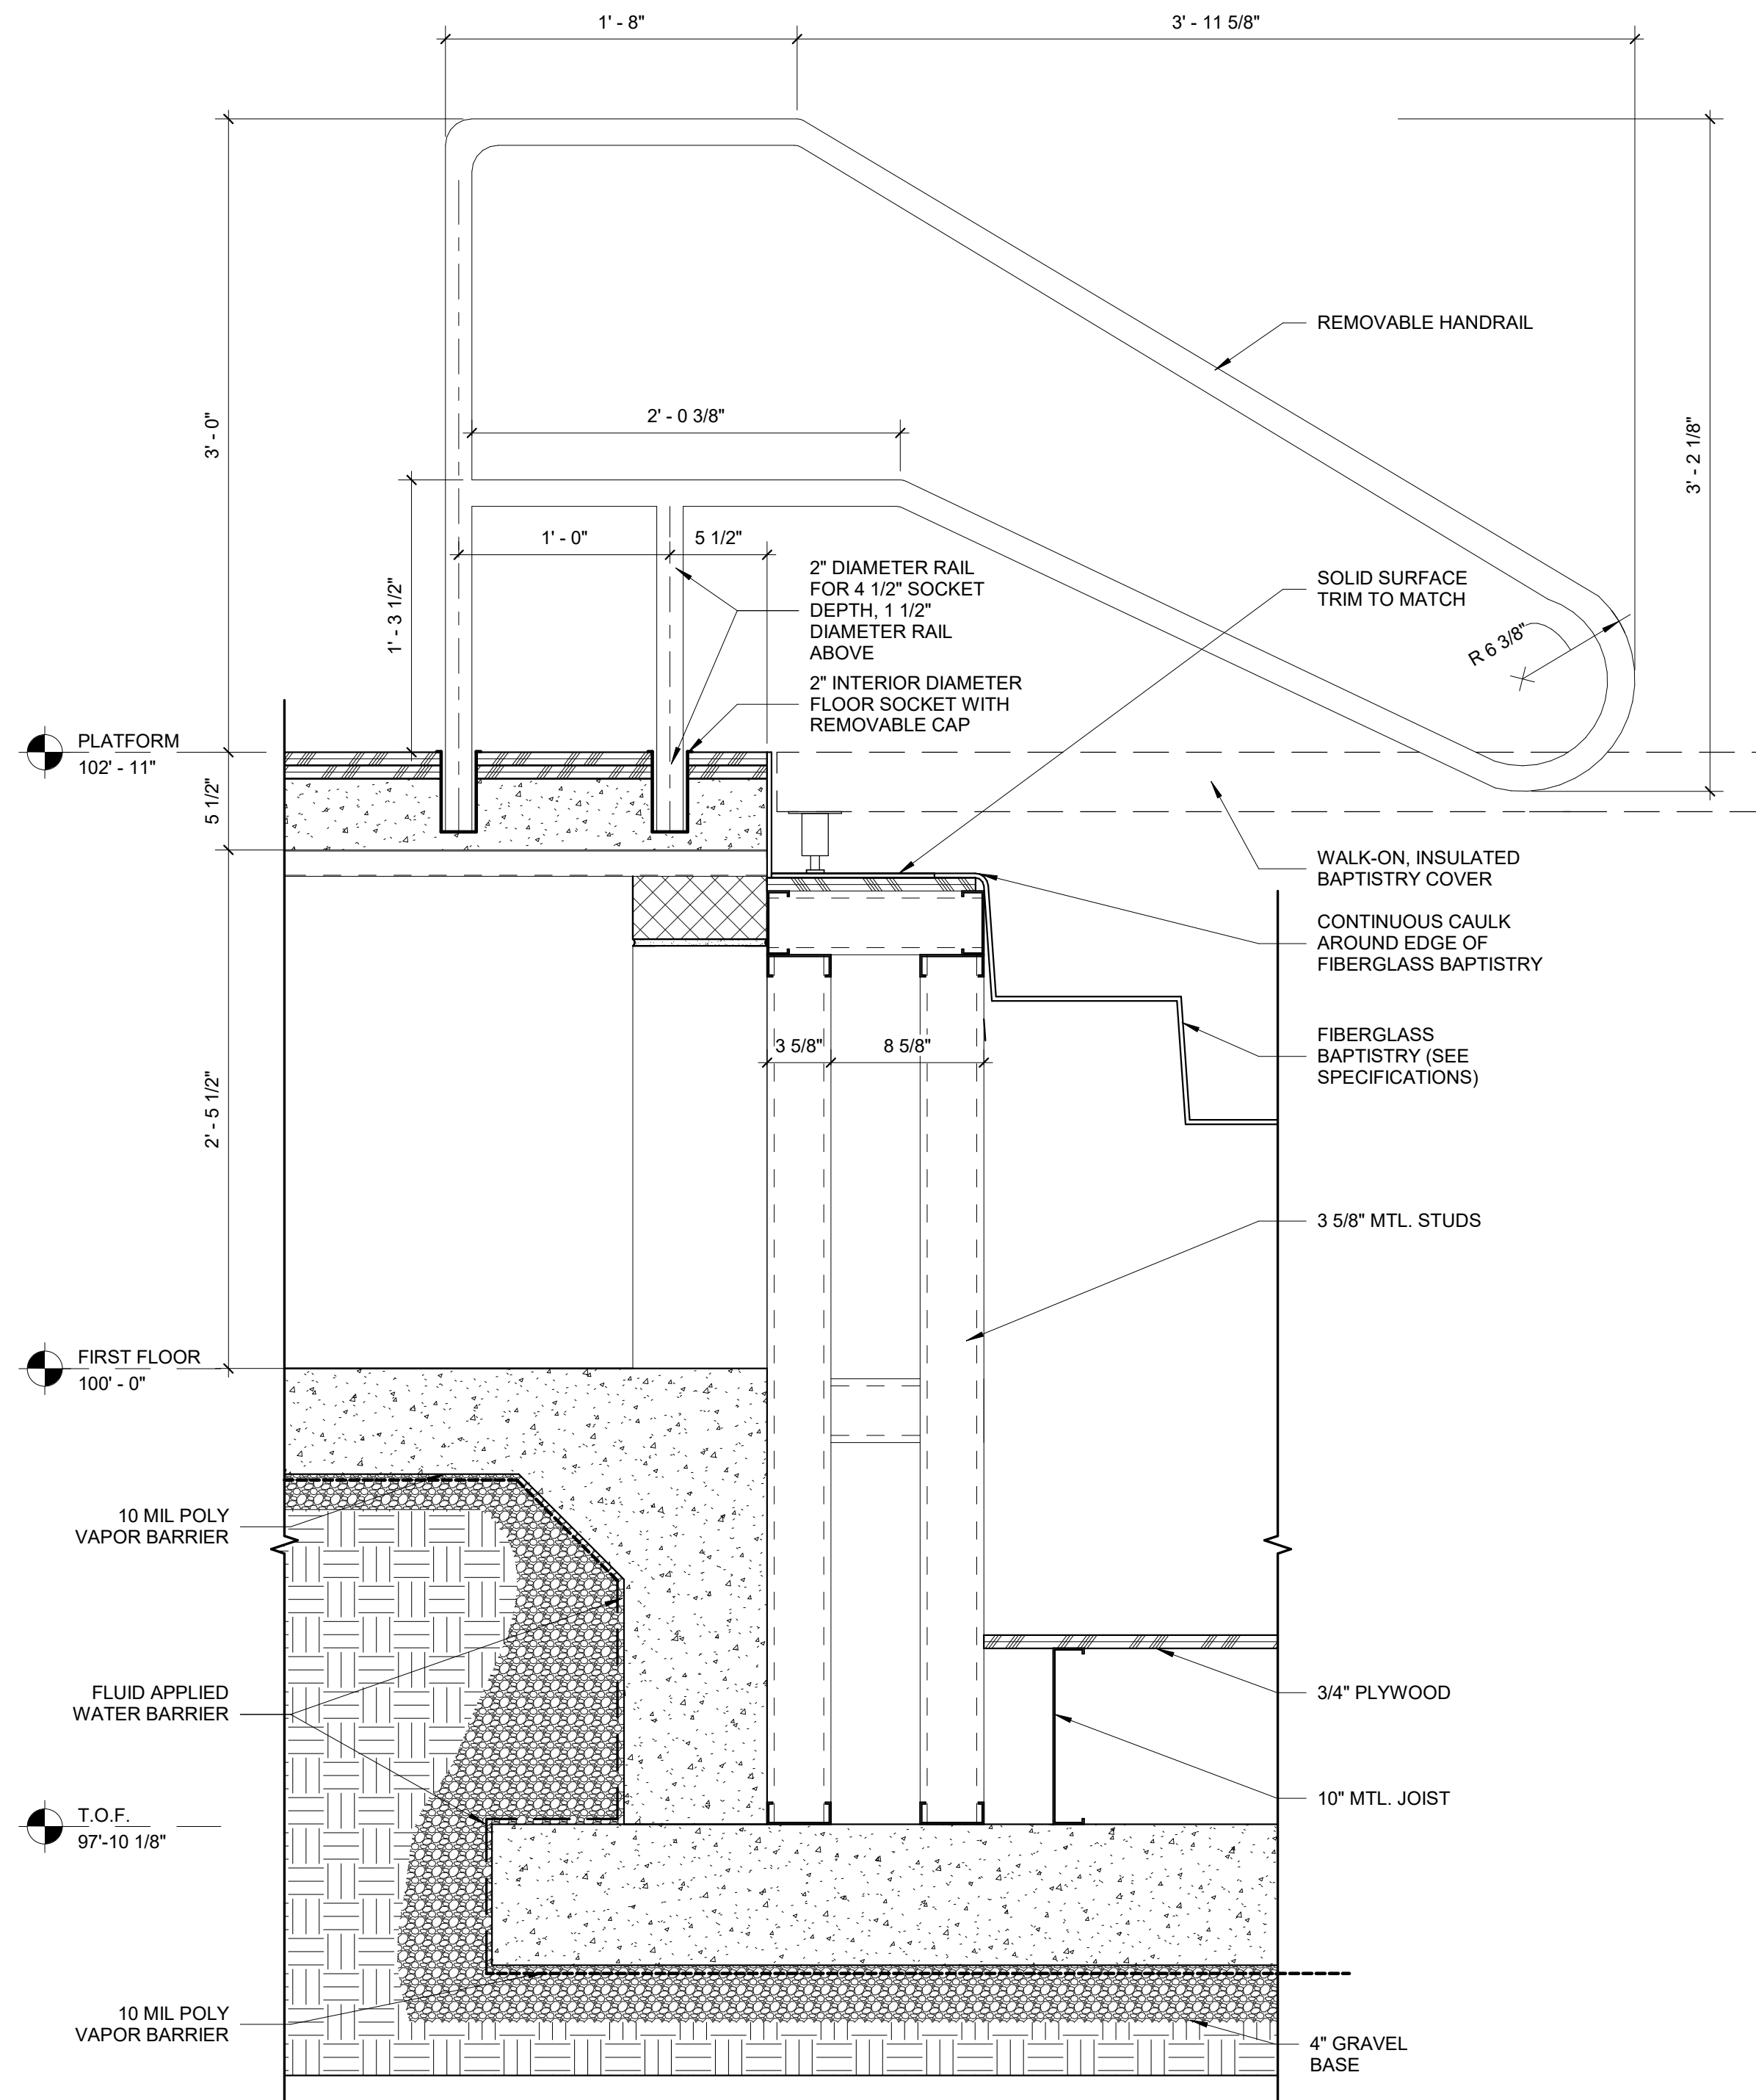 1' - 8"
3' - 11 5/8"
3' - 0"
REMOVABLE HANDRAIL
2' - 0 3/8"
3' - 2 1/8"
1' - 0"
5 1/2"
1' - 3 1/2"
2" DIAMETER RAIL
FOR 4 1/2" SOCKET
DEPTH, 1 1/2"
DIAMETER RAIL
ABOVE
SOLID SURFACE
TRIM TO MATCH
R 6 3/8"
2" INTERIOR DIAMETER
FLOOR SOCKET WITH
REMOVABLE CAP
PLATFORM
102' - 11"
5 1/2"
WALK-ON, INSULATED
BAPTISTRY COVER
CONTINUOUS CAULK
AROUND EDGE OF
FIBERGLASS BAPTISTRY
3 5/8"
8 5/8"
FIBERGLASS
BAPTISTRY (SEE
SPECIFICATIONS)
2' - 5 1/2"
3 5/8" MTL. STUDS
FIRST FLOOR
100' - 0"
10 MIL POLY
VAPOR BARRIER
FLUID APPLIED
WATER BARRIER
3/4" PLYWOOD
10" MTL. JOIST
T.O.F.
97'-10 1/8"
10 MIL POLY
VAPOR BARRIER
4" GRAVEL
BASE